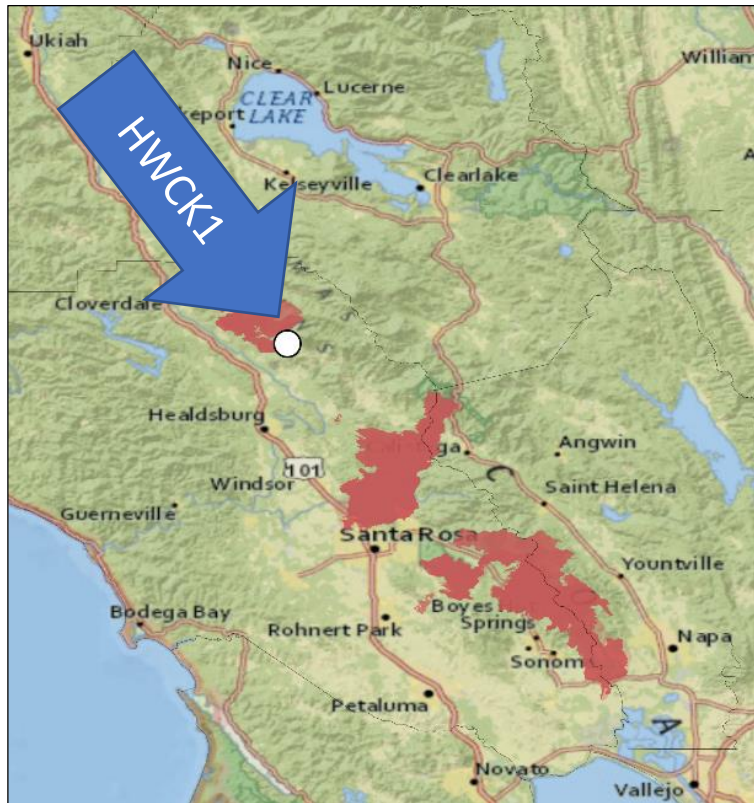 Ukiah
William
Nice
Lucerne
CLEAR
LAKE
keport
HWCK1
Kelseyville
Clearlake
Cloverdale
Healdsburg
101
Windsor
Angwin
Saint Helena
Guerneville
Santa Rosa
Yountville
Bodega Bay
Boyes
Springs
Rohnert Park
Napa
Sonom
Petaluma
A
Novato
Vallejo